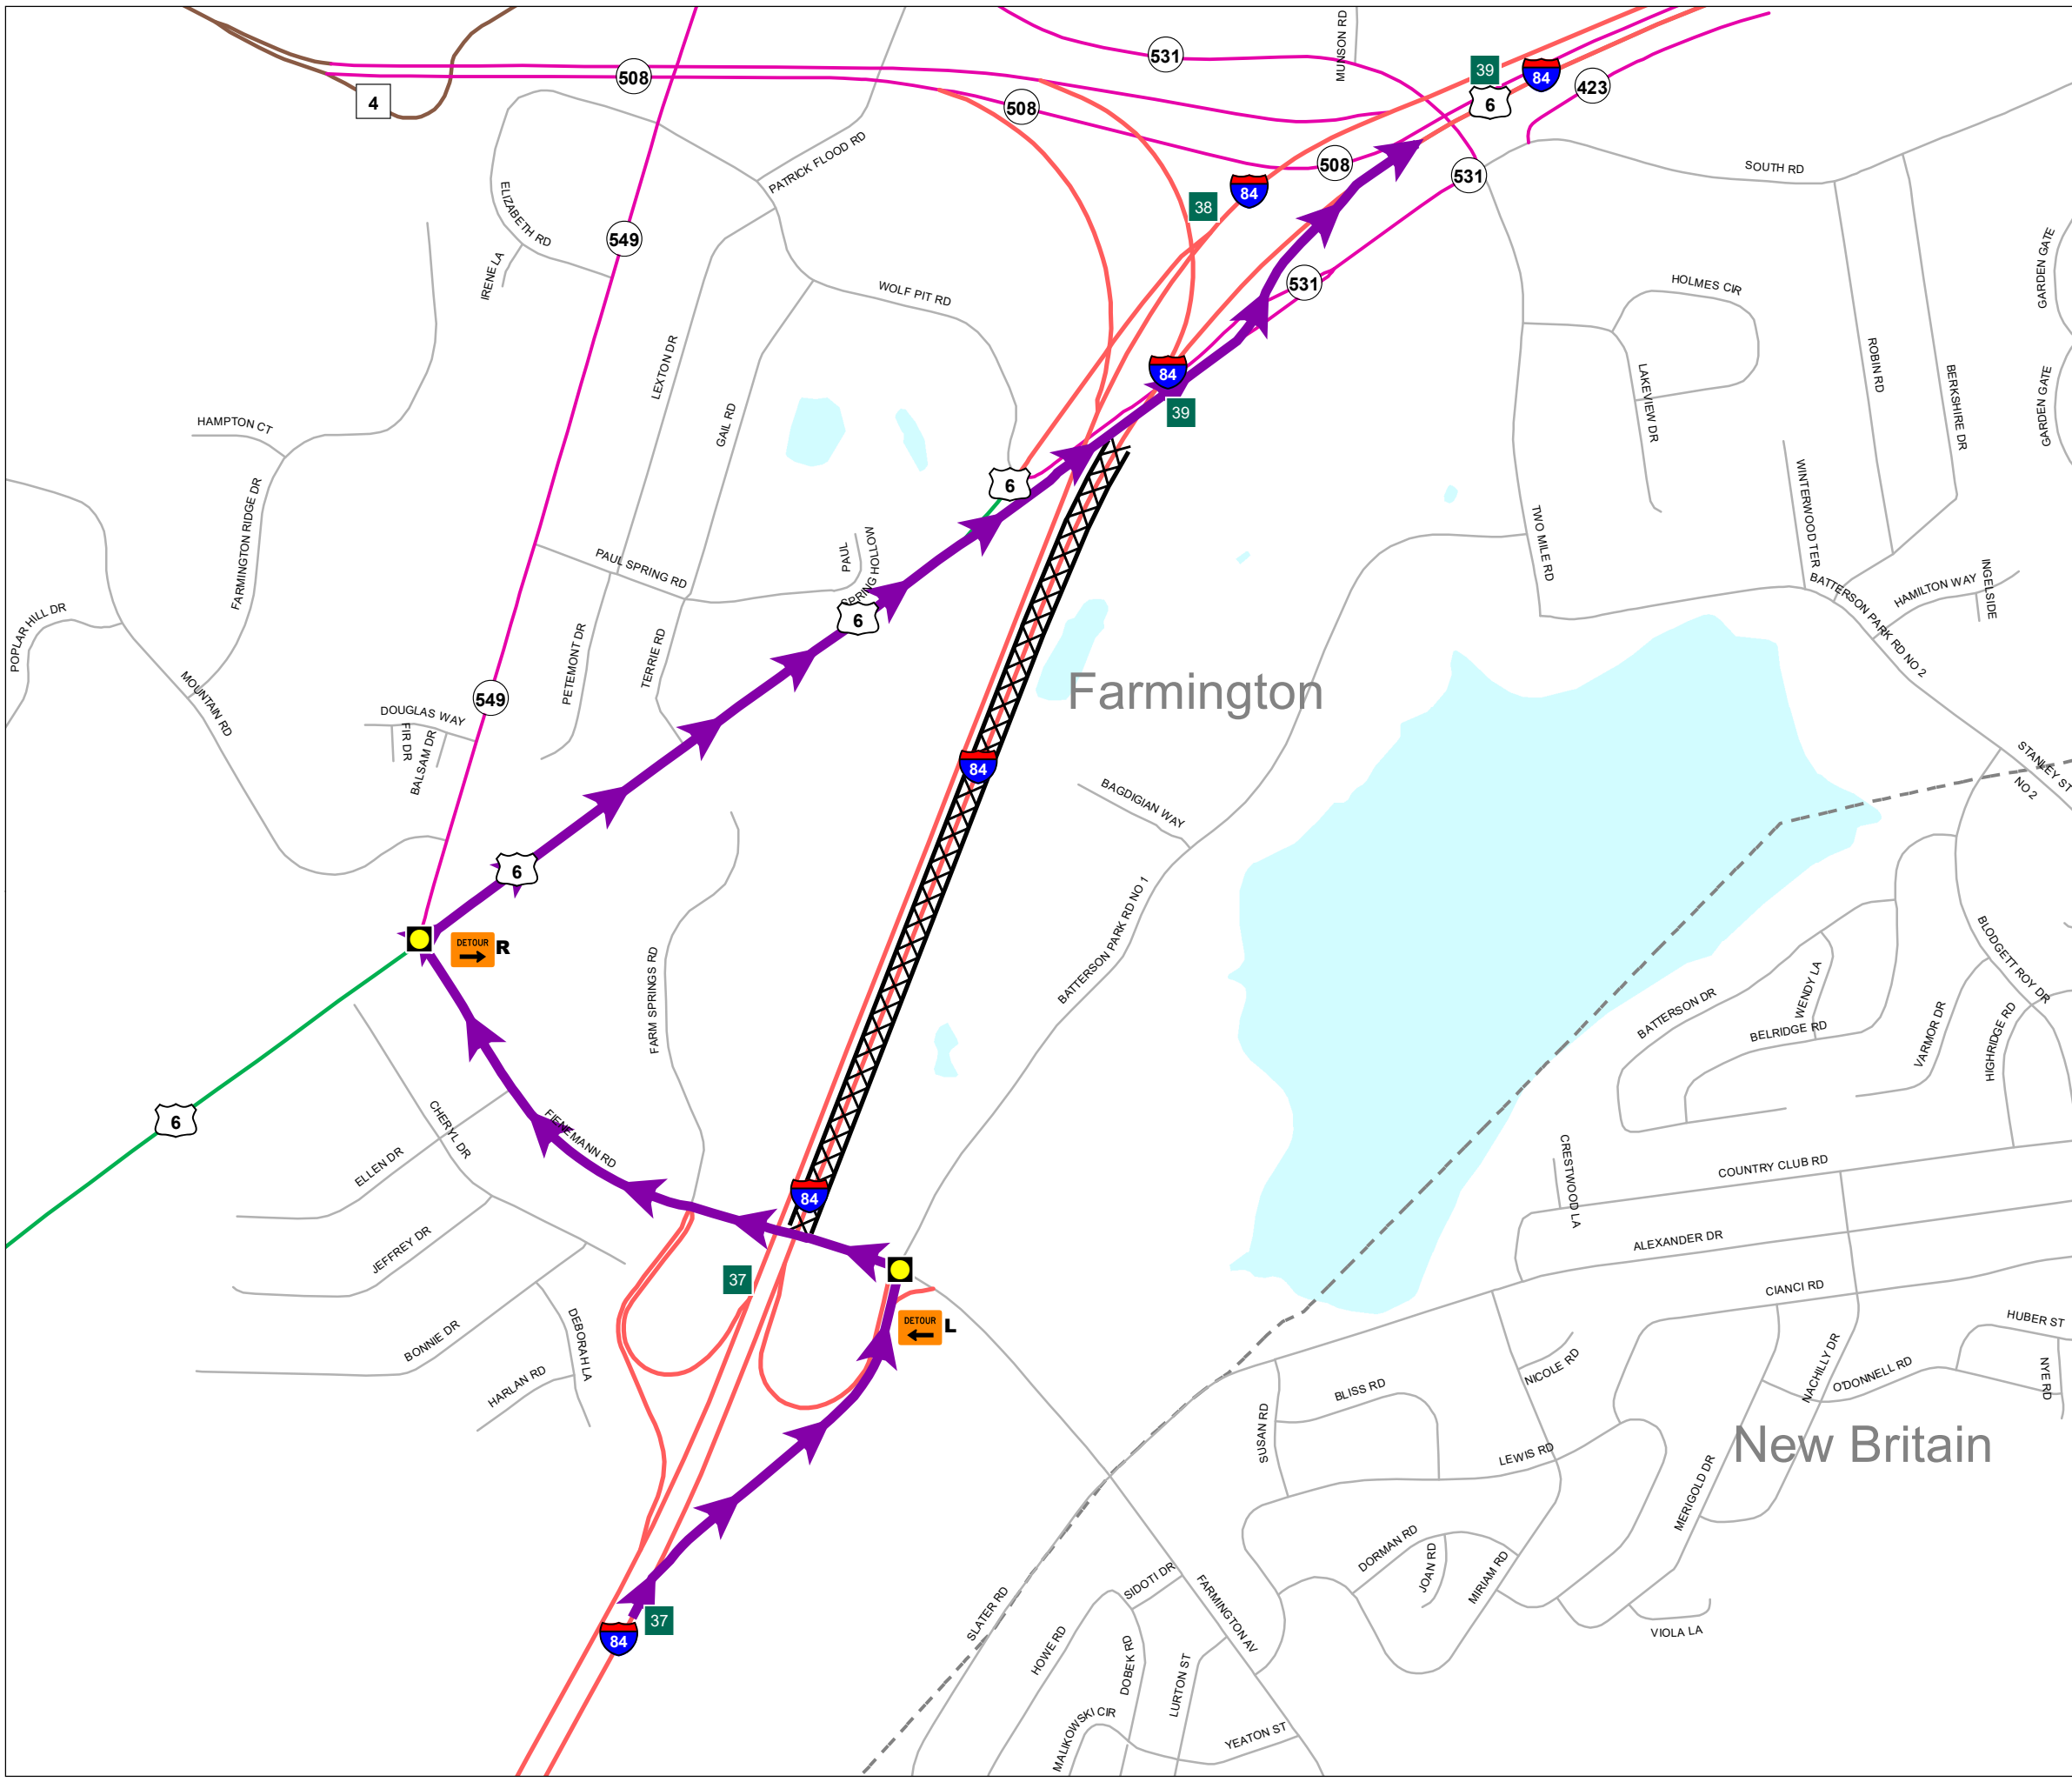 MUNSON RD
531
39
84
6
423
508
4
508
508
531
SOUTH RD
PATRICK FLOOD RD
38
84
549
ELIZABETH RD
IRENE LA
WOLF PIT RD
531
HOLMES CIR
GARDEN GATE
LEXTON DR
GAIL RD
84
39
LAKEVIEW DR
ROBIN RD
BERKSHIRE DR
GARDEN GATE
HAMPTON CT
FARMINGTON RIDGE DR
6
WINTERWOOD TER
TWO MILE RD
PAUL SPRING RD
PAUL
SPRING HOLLOW
6
BATTERSON PARK RD NO 2
HAMILTON WAY
INGELSIDE
POPLAR HILL DR
MOUNTAIN RD
PETEMONT DR
TERRIE RD
Farmington
549
DOUGLAS WAY
FIR DR
BALSAM DR
84
BAGDIGIAN WAY
STANLEY ST
NO 2
6
BATTERSON PARK RD NO 1
DETOUR
R
FARM SPRINGS RD
BLODGETT ROY DR
WENDY LA
BATTERSON DR
BELRIDGE RD
VARMOR DR
HIGHRIDGE RD
6
CHERYL DR
FIENEMANN RD
ELLEN DR
CRESTWOOD LA
COUNTRY CLUB RD
84
JEFFREY DR
ALEXANDER DR
37
CIANCI RD
DETOUR
L
HUBER ST
BONNIE DR
DEBORAH LA
HARLAN RD
NICOLE RD
NACHILLY DR
O'DONNELL RD
NYE RD
BLISS RD
SUSAN RD
LEWIS RD
New Britain
MERIGOLD DR
DORMAN RD
JOAN RD
MIRIAM RD
SIDOTI DR
FARMINGTON AV
SLATER RD
37
84
HOWE RD
DOBEK RD
LURTON ST
VIOLA LA
MALIKOWSKI CIR
YEATON ST